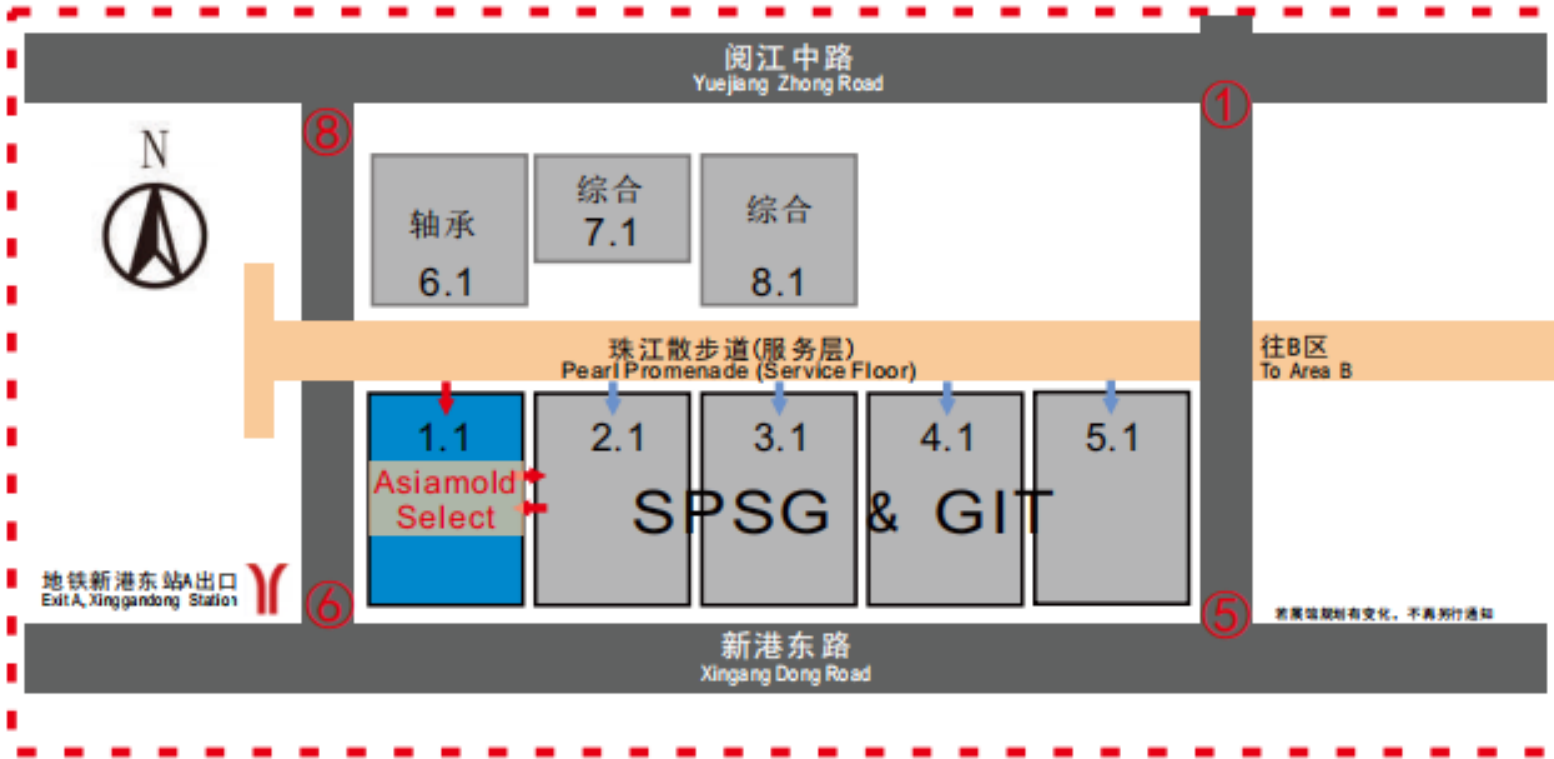 阅江中路
Yuejiang Zhong Road
⑧
①
N
轴承
6.1
综合
7.1
综合
8.1
珠江散步道(服务层)
Pearl Promenade (Service Floor)
往B区
To Area B
1.1
2.1
3.1
4.1
5.1
Asiamold
Select
SPSG & GIT
地铁新港东站A出口
Exit A, Xinggandong Station
⑥
⑤
若展馆规划有变化，不再另行通知
新港东路
Xingang Dong Road